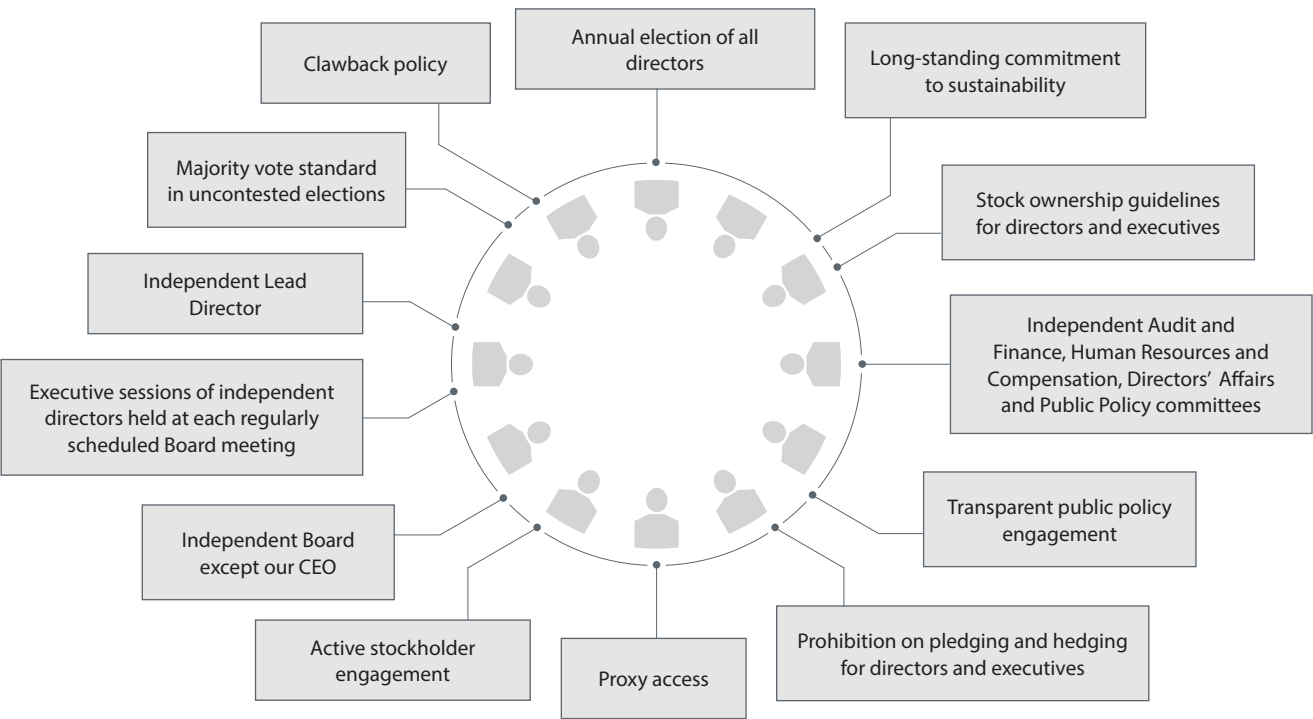 Annual election of all
directors
Long-standing commitment
to sustainability
Stock ownership guidelines
for directors and executives
Independent Audit and
Finance, Human Resources and
Compensation, Directors’ Affairs
and Public Policy committees
Transparent public policy
engagement
Prohibition on pledging and hedging
for directors and executives
Proxy access
Active stockholder
engagement
Independent Board
except our CEO
Executive sessions of independent
directors held at each regularly
scheduled Board meeting
Independent Lead
Director
Majority vote standard
in uncontested elections
Clawback policy